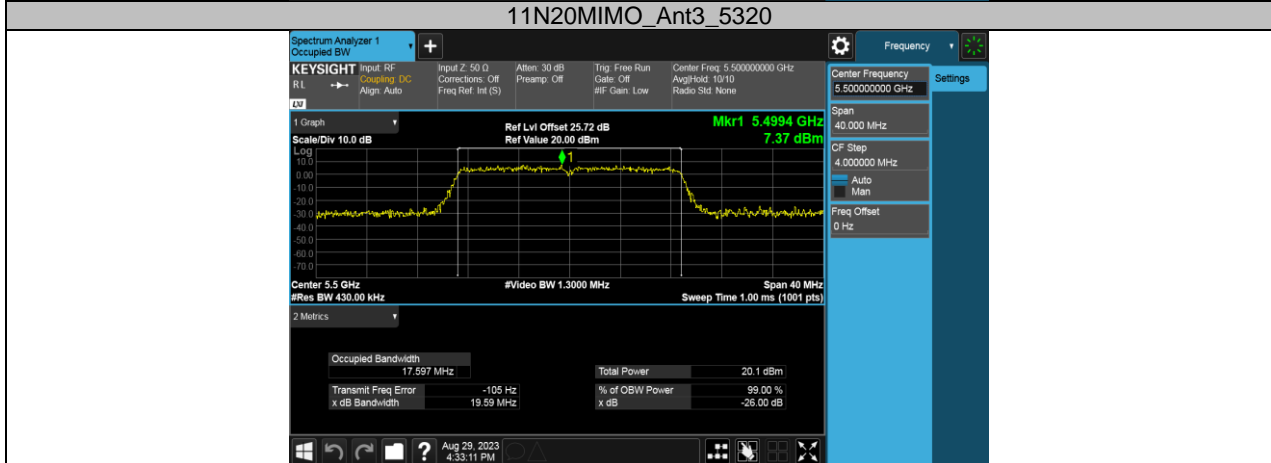 11N20MIMO_Ant3_5320
Spectrum Analyzer 1
Occupied BW
+
Frequency
KEYSIGHT
RL
LXI
Input: RF
Coupling: DC
Align: Auto
Input Z: 50 Ω
Corrections: Off
Freq Ref: Int (S)
Atten: 30 dB
Preamp: Off
Trig: Free Run
Gate: Off
#IF Gain: Low
Center Freq: 5.500000000 GHz
Avg|Hold: 10/10
Radio Std: None
Center Frequency
5.500000000 GHz
Settings
Span
40.000 MHz
CF Step
4.000000 MHz
Auto
Man
Freq Offset
0 Hz
1 Graph
Ref Lvl Offset 25.72 dB
Mkr1 5.4994 GHz
Scale/Div 10.0 dB
Ref Value 20.00 dBm
7.37 dBm
Log
1
10.0
0.00
-10.0
-20.0
-30.0
-40.0
-50.0
-60.0
-70.0
Center 5.5 GHz
#Video BW 1.3000 MHz
Span 40 MHz
#Res BW 430.00 kHz
Sweep Time 1.00 ms (1001 pts)
2 Metrics
Occupied Bandwidth
17.597 MHz
Total Power 20.1 dBm
Transmit Freq Error -105 Hz
% of OBW Power 99.00 %
x dB Bandwidth 19.59 MHz
x dB -26.00 dB
?
Aug 29, 2023
4:33:11 PM